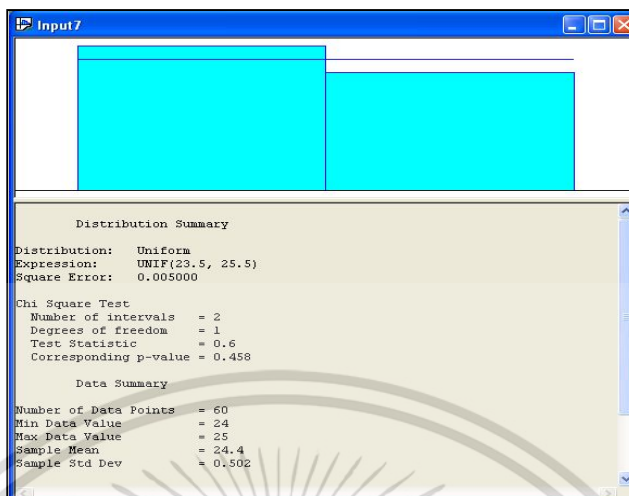 Input7
Distribution Summary
Distribution: Uniform
Expression: UNIF(23.5, 25.5)
Square Error: 0.005000
Chi Square Test
Number of intervals = 2
Degrees of freedom = 1
Test Statistic = 0.6
Corresponding p-value = 0.458
Data Summary
Number of Data Points = 60
Min Data Value = 24
Max Data Value = 25
Sample Mean = 24.4
Sample Std Dev = 0.502